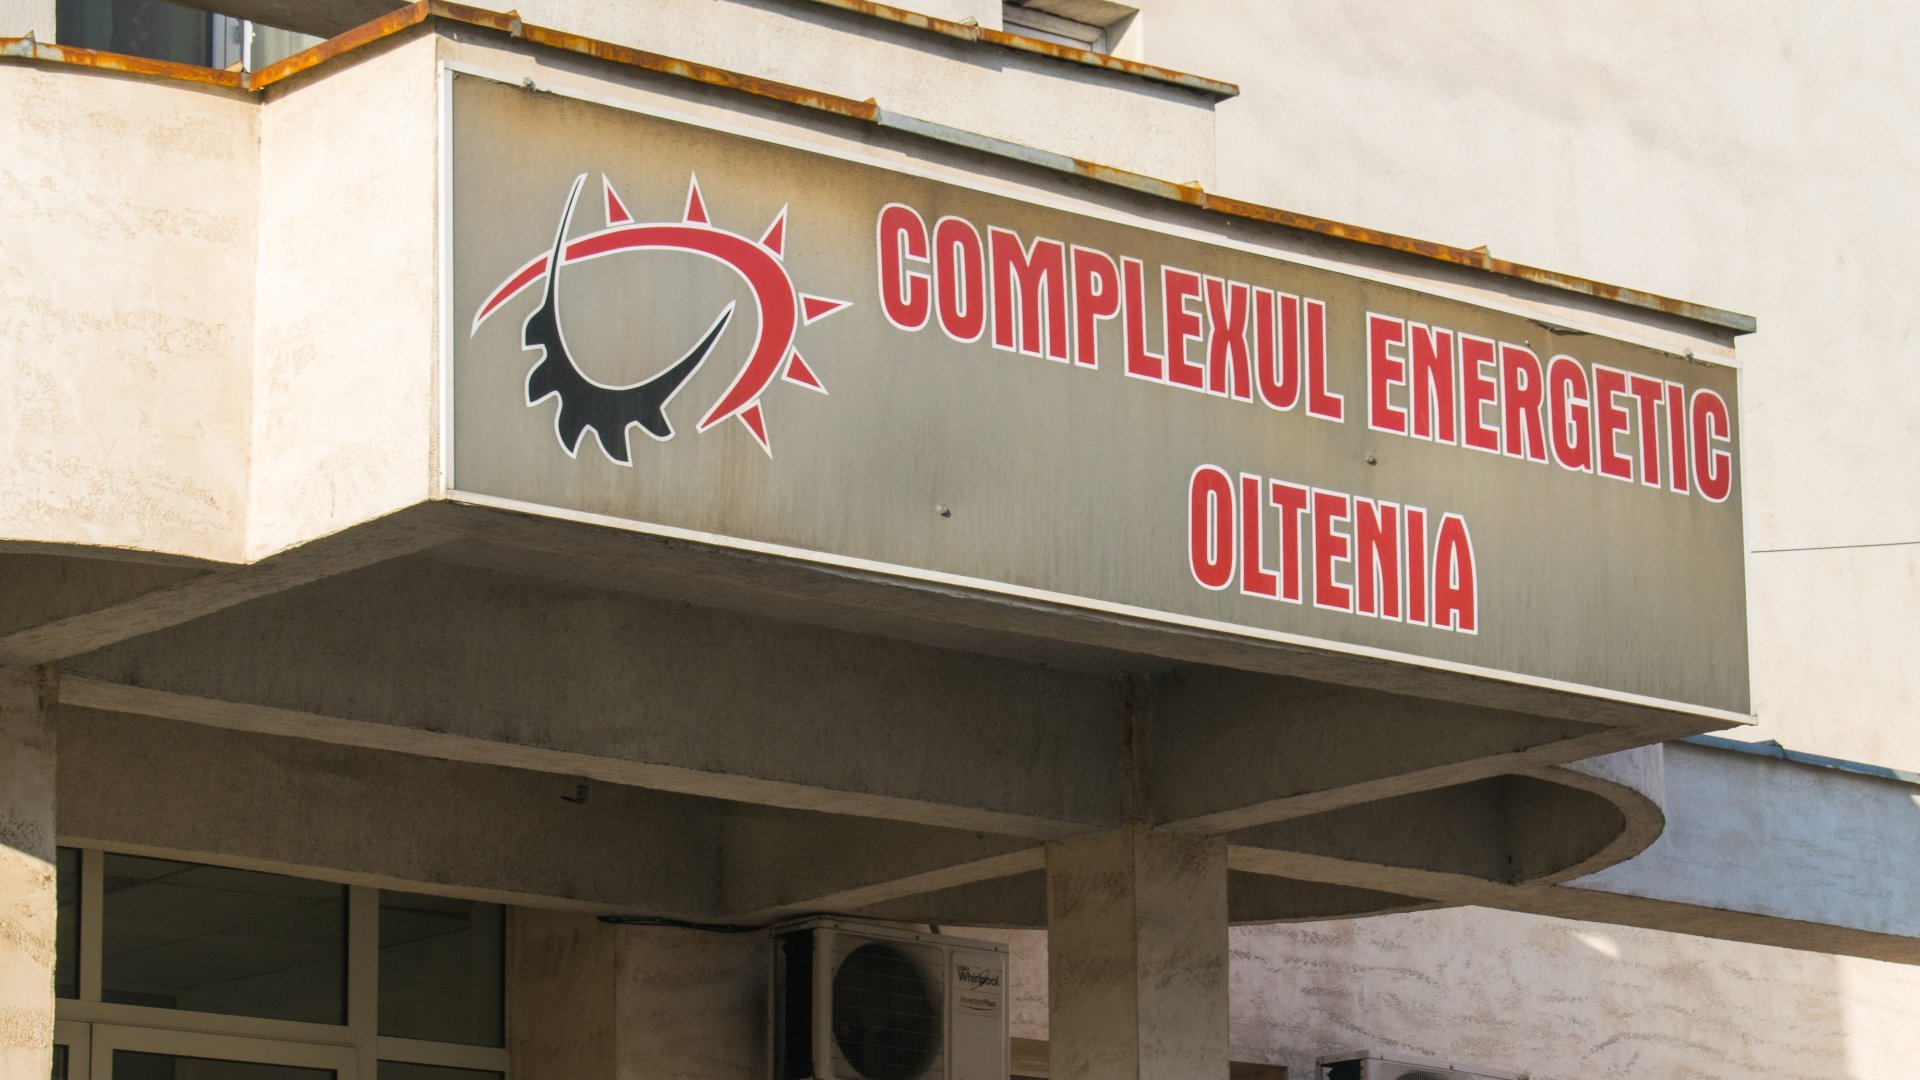 COMPLEXUL ENERGETIC
OLTENIA
Whirlpool
InverterPlus